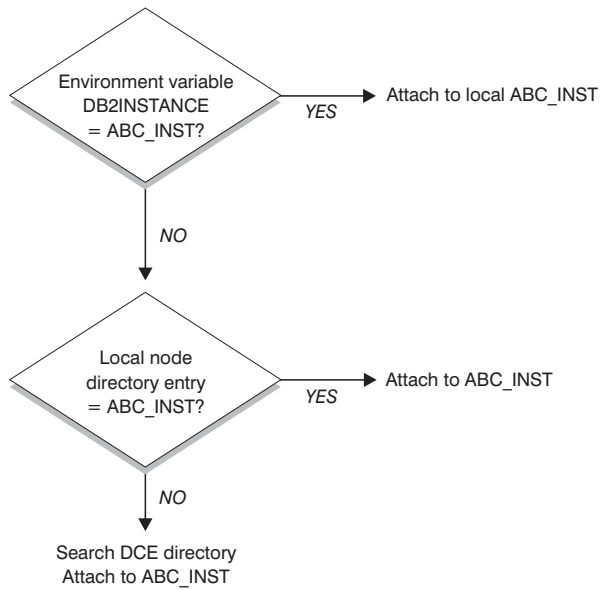 Environment variable
DB2INSTANCE
= ABC_INST?
YES
Attach to local ABC_INST
NO
Local node
directory entry
= ABC_INST?
YES
Attach to ABC_INST
NO
Search DCE directory
Attach to ABC_INST